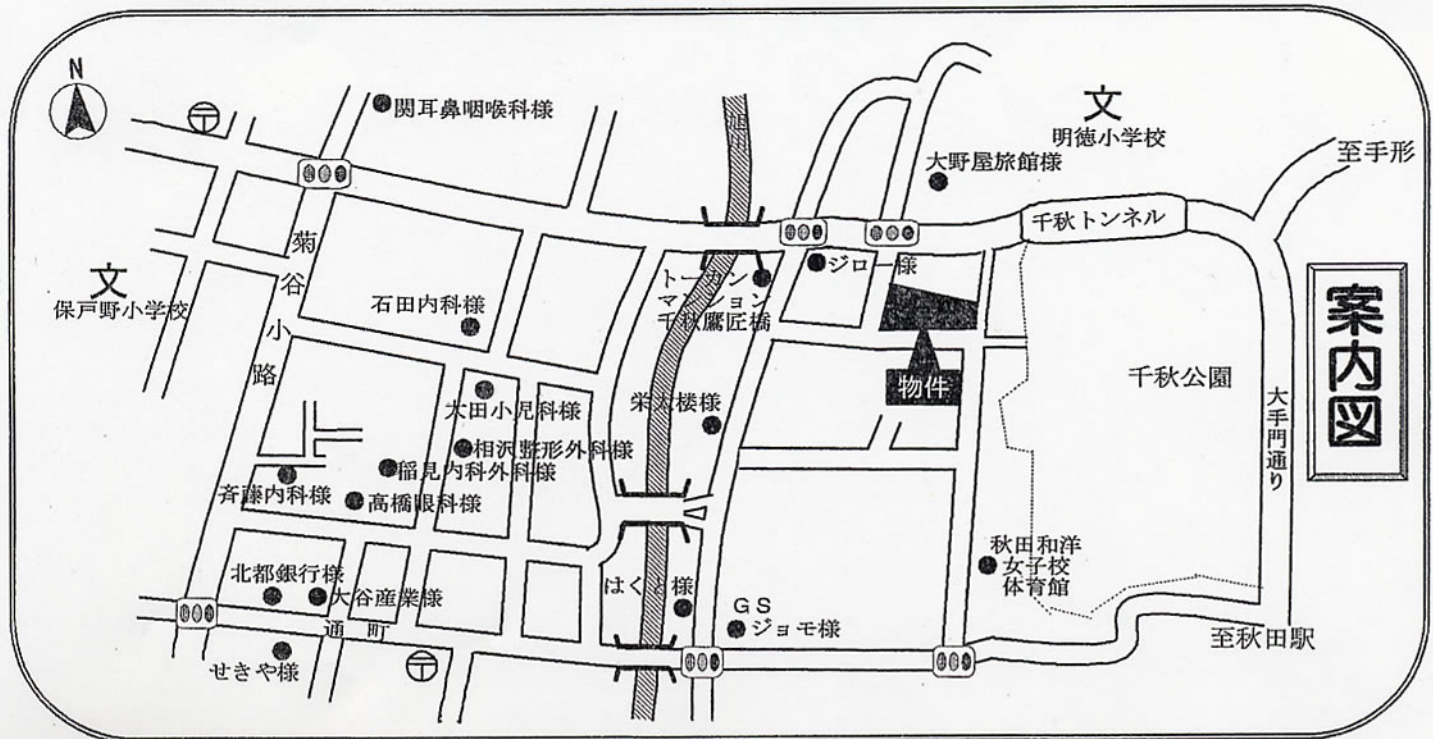 N
関耳鼻咽喉科様
旭川
文
明徳小学校
至手形
大野屋旅館様
千秋トンネル
菊谷小路
文
保戸野小学校
石田内科様
トーカン
マンション
千秋鷹匠橋
ジロー様
物件
千秋公園
大手門通り
案内図
太田小児科様
栄太楼様
相沢整形外科様
稲見内科外科様
斉藤内科様
高橋眼科様
秋田和洋
女子校
体育館
北都銀行様
大谷産業様
はくと様
GS
ジョモ様
通町
せきや様
至秋田駅